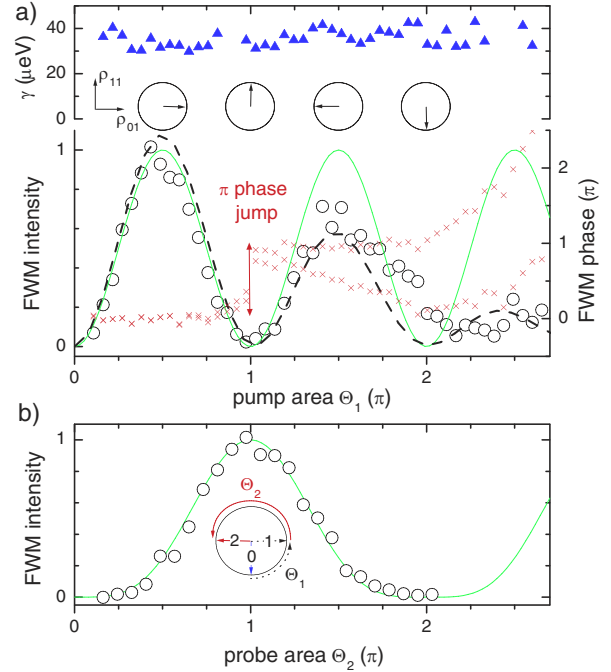 a)
60
40
20
0
γ (μeV)
ρ11
ρ01
1
0
FWM intensity
π phase
jump
2
1
0
FWM phase (π)
0
1
2
pump area Θ1 (π)
b)
1
0
FWM intensity
Θ2
2
1
0
Θ1
0
1
2
probe area Θ2 (π)